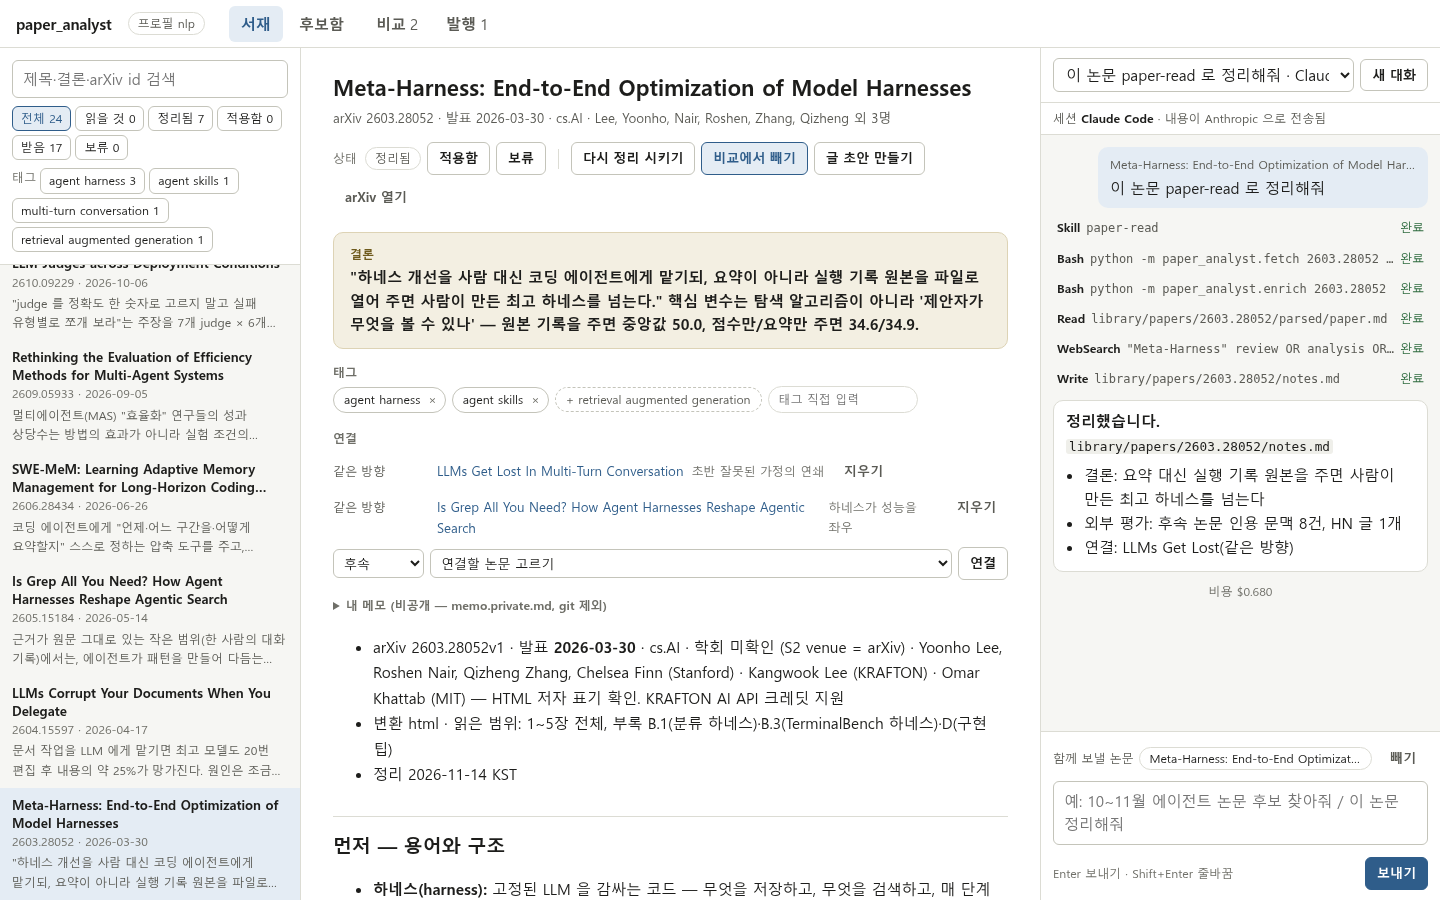 paper_analyst 프로필 nlp 서재 후보함 비교 2 발행 1
제목·결론·arXiv id 검색
전체 24 읽을 것 0 정리됨 7 적용함 0
받음 17 보류 0
태그 agent harness 3 agent skills 1
multi-turn conversation 1
retrieval augmented generation 1
LLM Judges across Deployment Conditions
2610.09229 · 2026-10-06
"judge 를 정확도 한 숫자로 고르지 말고 실패
유형별로 쪼개 보라"는 주장을 7개 judge × 6개...
Rethinking the Evaluation of Efficiency
Methods for Multi-Agent Systems
2609.05933 · 2026-09-05
멀티에이전트(MAS) "효율화" 연구들의 성과
상당수는 방법의 효과가 아니라 실험 조건의...
SWE-MeM: Learning Adaptive Memory
Management for Long-Horizon Coding...
2606.28434 · 2026-06-26
코딩 에이전트에게 "언제·어느 구간을·어떻게
요약할지" 스스로 정하는 압축 도구를 주고,...
Is Grep All You Need? How Agent
Harnesses Reshape Agentic Search
2605.15184 · 2026-05-14
근거가 원문 그대로 있는 작은 범위(한 사람의 대화
기록)에서는, 에이전트가 패턴을 만들어 다듬는...
LLMs Corrupt Your Documents When You
Delegate
2604.15597 · 2026-04-17
문서 작업을 LLM 에게 맡기면 최고 모델도 20번
편집 후 내용의 약 25%가 망가진다. 원인은 조금...
Meta-Harness: End-to-End Optimization of
Model Harnesses
2603.28052 · 2026-03-30
"하네스 개선을 사람 대신 코딩 에이전트에게
맡기되, 요약이 아니라 실행 기록 원본을 파일로...
Meta-Harness: End-to-End Optimization of Model Harnesses
arXiv 2603.28052 · 발표 2026-03-30 · cs.AI · Lee, Yoonho, Nair, Roshen, Zhang, Qizheng 외 3명
상태 정리됨 적용함 보류 다시 정리 시키기 비교에서 빼기 글 초안 만들기
arXiv 열기
결론
"하네스 개선을 사람 대신 코딩 에이전트에게 맡기되, 요약이 아니라 실행 기록 원본을 파일로
열어 주면 사람이 만든 최고 하네스를 넘는다." 핵심 변수는 탐색 알고리즘이 아니라 '제안자가
무엇을 볼 수 있나' — 원본 기록을 주면 중앙값 50.0, 점수만/요약만 주면 34.6/34.9.
태그
agent harness × agent skills × + retrieval augmented generation 태그 직접 입력
연결
같은 방향 LLMs Get Lost In Multi-Turn Conversation 초반 잘못된 가정의 연쇄 지우기
같은 방향 Is Grep All You Need? How Agent Harnesses Reshape Agentic Search 하네스가 성능을 좌우 지우기
후속 연결할 논문 고르기 연결
▶ 내 메모 (비공개 — memo.private.md, git 제외)
• arXiv 2603.28052v1 · 발표 2026-03-30 · cs.AI · 학회 미확인 (S2 venue = arXiv) · Yoonho Lee,
Roshen Nair, Qizheng Zhang, Chelsea Finn (Stanford) · Kangwook Lee (KRAFTON) · Omar
Khattab (MIT) — HTML 저자 표기 확인. KRAFTON AI API 크레딧 지원
• 변환 html · 읽은 범위: 1~5장 전체, 부록 B.1(분류 하네스)·B.3(TerminalBench 하네스)·D(구현
팁)
• 정리 2026-11-14 KST
먼저 — 용어와 구조
• 하네스(harness): 고정된 LLM 을 감싸는 코드 — 무엇을 저장하고, 무엇을 검색하고, 매 단계
이 논문 paper-read 로 정리해줘 · Claud 새 대화
세션 Claude Code · 내용이 Anthropic 으로 전송됨
Meta-Harness: End-to-End Optimization of Model Har...
이 논문 paper-read 로 정리해줘
Skill paper-read 완료
Bash python -m paper_analyst.fetch 2603.28052 … 완료
Bash python -m paper_analyst.enrich 2603.28052 완료
Read library/papers/2603.28052/parsed/paper.md 완료
WebSearch "Meta-Harness" review OR analysis OR… 완료
Write library/papers/2603.28052/notes.md 완료
정리했습니다.
library/papers/2603.28052/notes.md
• 결론: 요약 대신 실행 기록 원본을 주면 사람이
만든 최고 하네스를 넘는다
• 외부 평가: 후속 논문 인용 문맥 8건, HN 글 1개
• 연결: LLMs Get Lost(같은 방향)
비용 $0.680
함께 보낼 논문 Meta-Harness: End-to-End Optimizat... 빼기
예: 10~11월 에이전트 논문 후보 찾아줘 / 이 논문
정리해줘
Enter 보내기 · Shift+Enter 줄바꿈 보내기